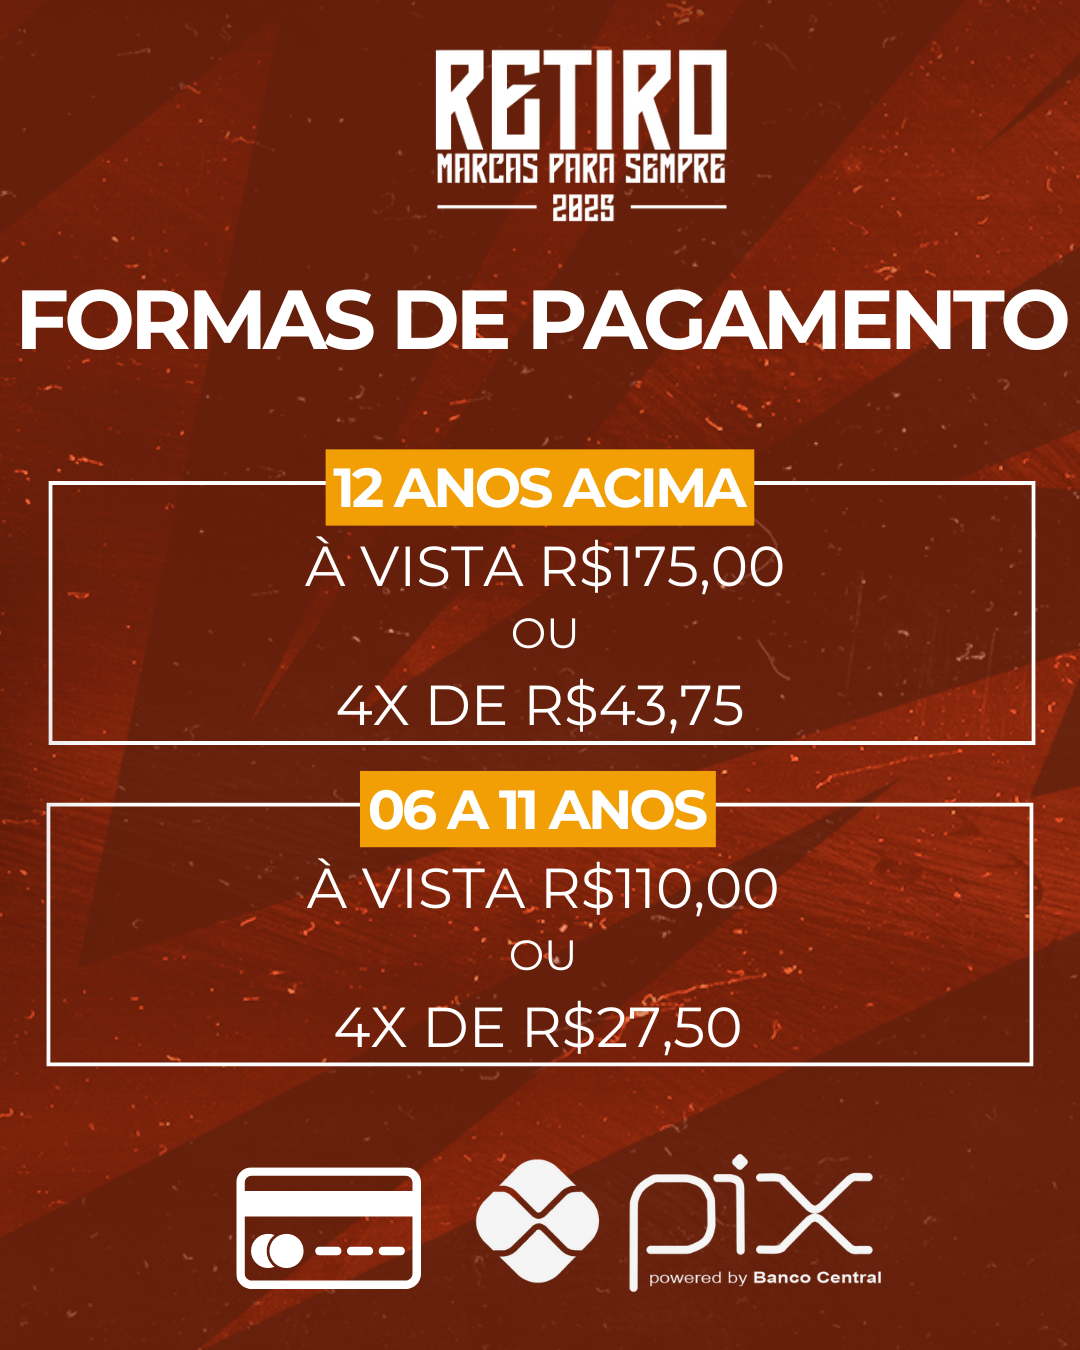 RETIRO
MARCAS PARA SEMPRE
2025
FORMAS DE PAGAMENTO
12 ANOS ACIMA
À VISTA R$175,00
OU
4X DE R$43,75
06 A 11 ANOS
À VISTA R$110,00
OU
4X DE R$27,50
pix
powered by Banco Central